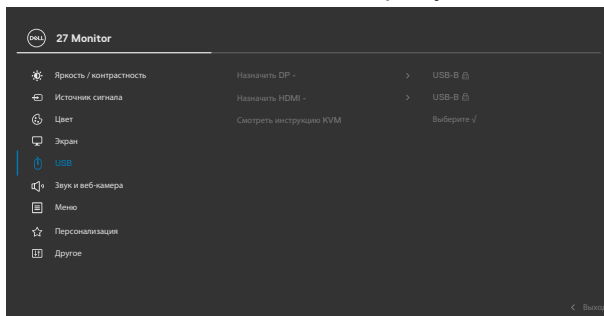 DELL 27 Monitor
Яркость / контрастность
Назначить DP - > USB-B
Источник сигнала
Назначить HDMI - > USB-B
Цвет
Смотреть инструкцию KVM Выберите √
Экран
USB
Звук и веб-камера
Меню
Персонализация
Другое
< Выход